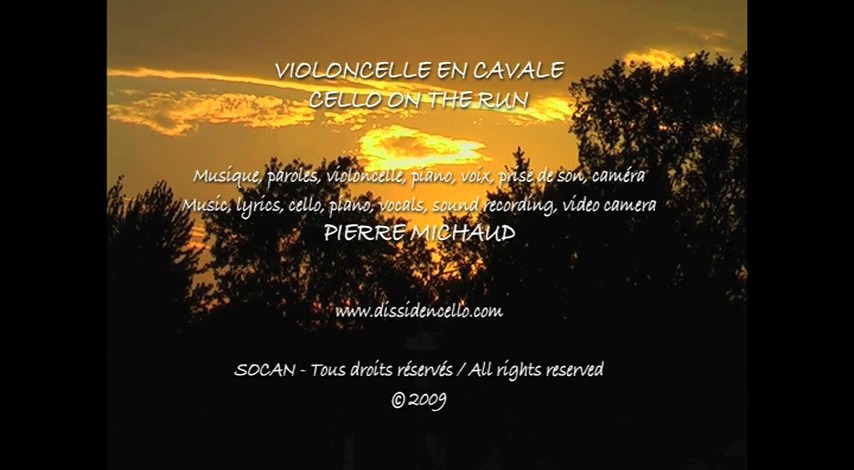 VIOLONCELLE EN CAVALE
CELLO ON THE RUN
Musique, paroles, violoncelle, piano, voix, prise de son, caméra
Music, lyrics, cello, piano, vocals, sound recording, video camera
PIERRE MICHAUD
www.dissidencello.com
SOCAN - Tous droits réservés / All rights reserved
© 2009